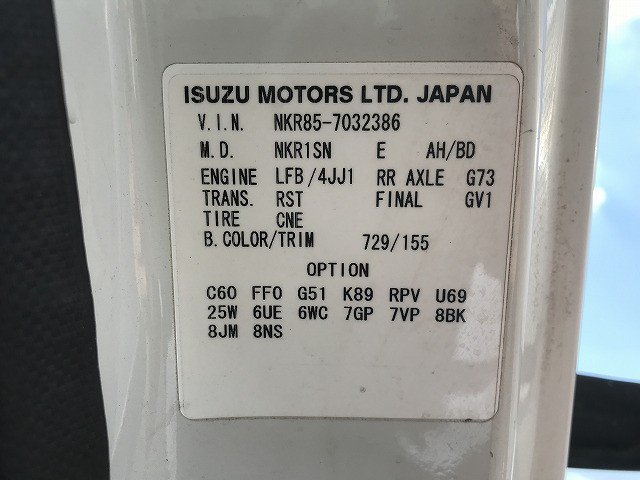 ISUZU MOTORS LTD. JAPAN
V.I.N. NKR85-7032386
M.D. NKR1SN E AH/BD
ENGINE LFB/4JJ1 RR AXLE G73
TRANS. RST FINAL GV1
TIRE CNE
B.COLOR/TRIM 729/155
OPTION
C60 FF0 G51 K89 RPV U69
25W 6UE 6WC 7GP 7VP 8BK
8JM 8NS